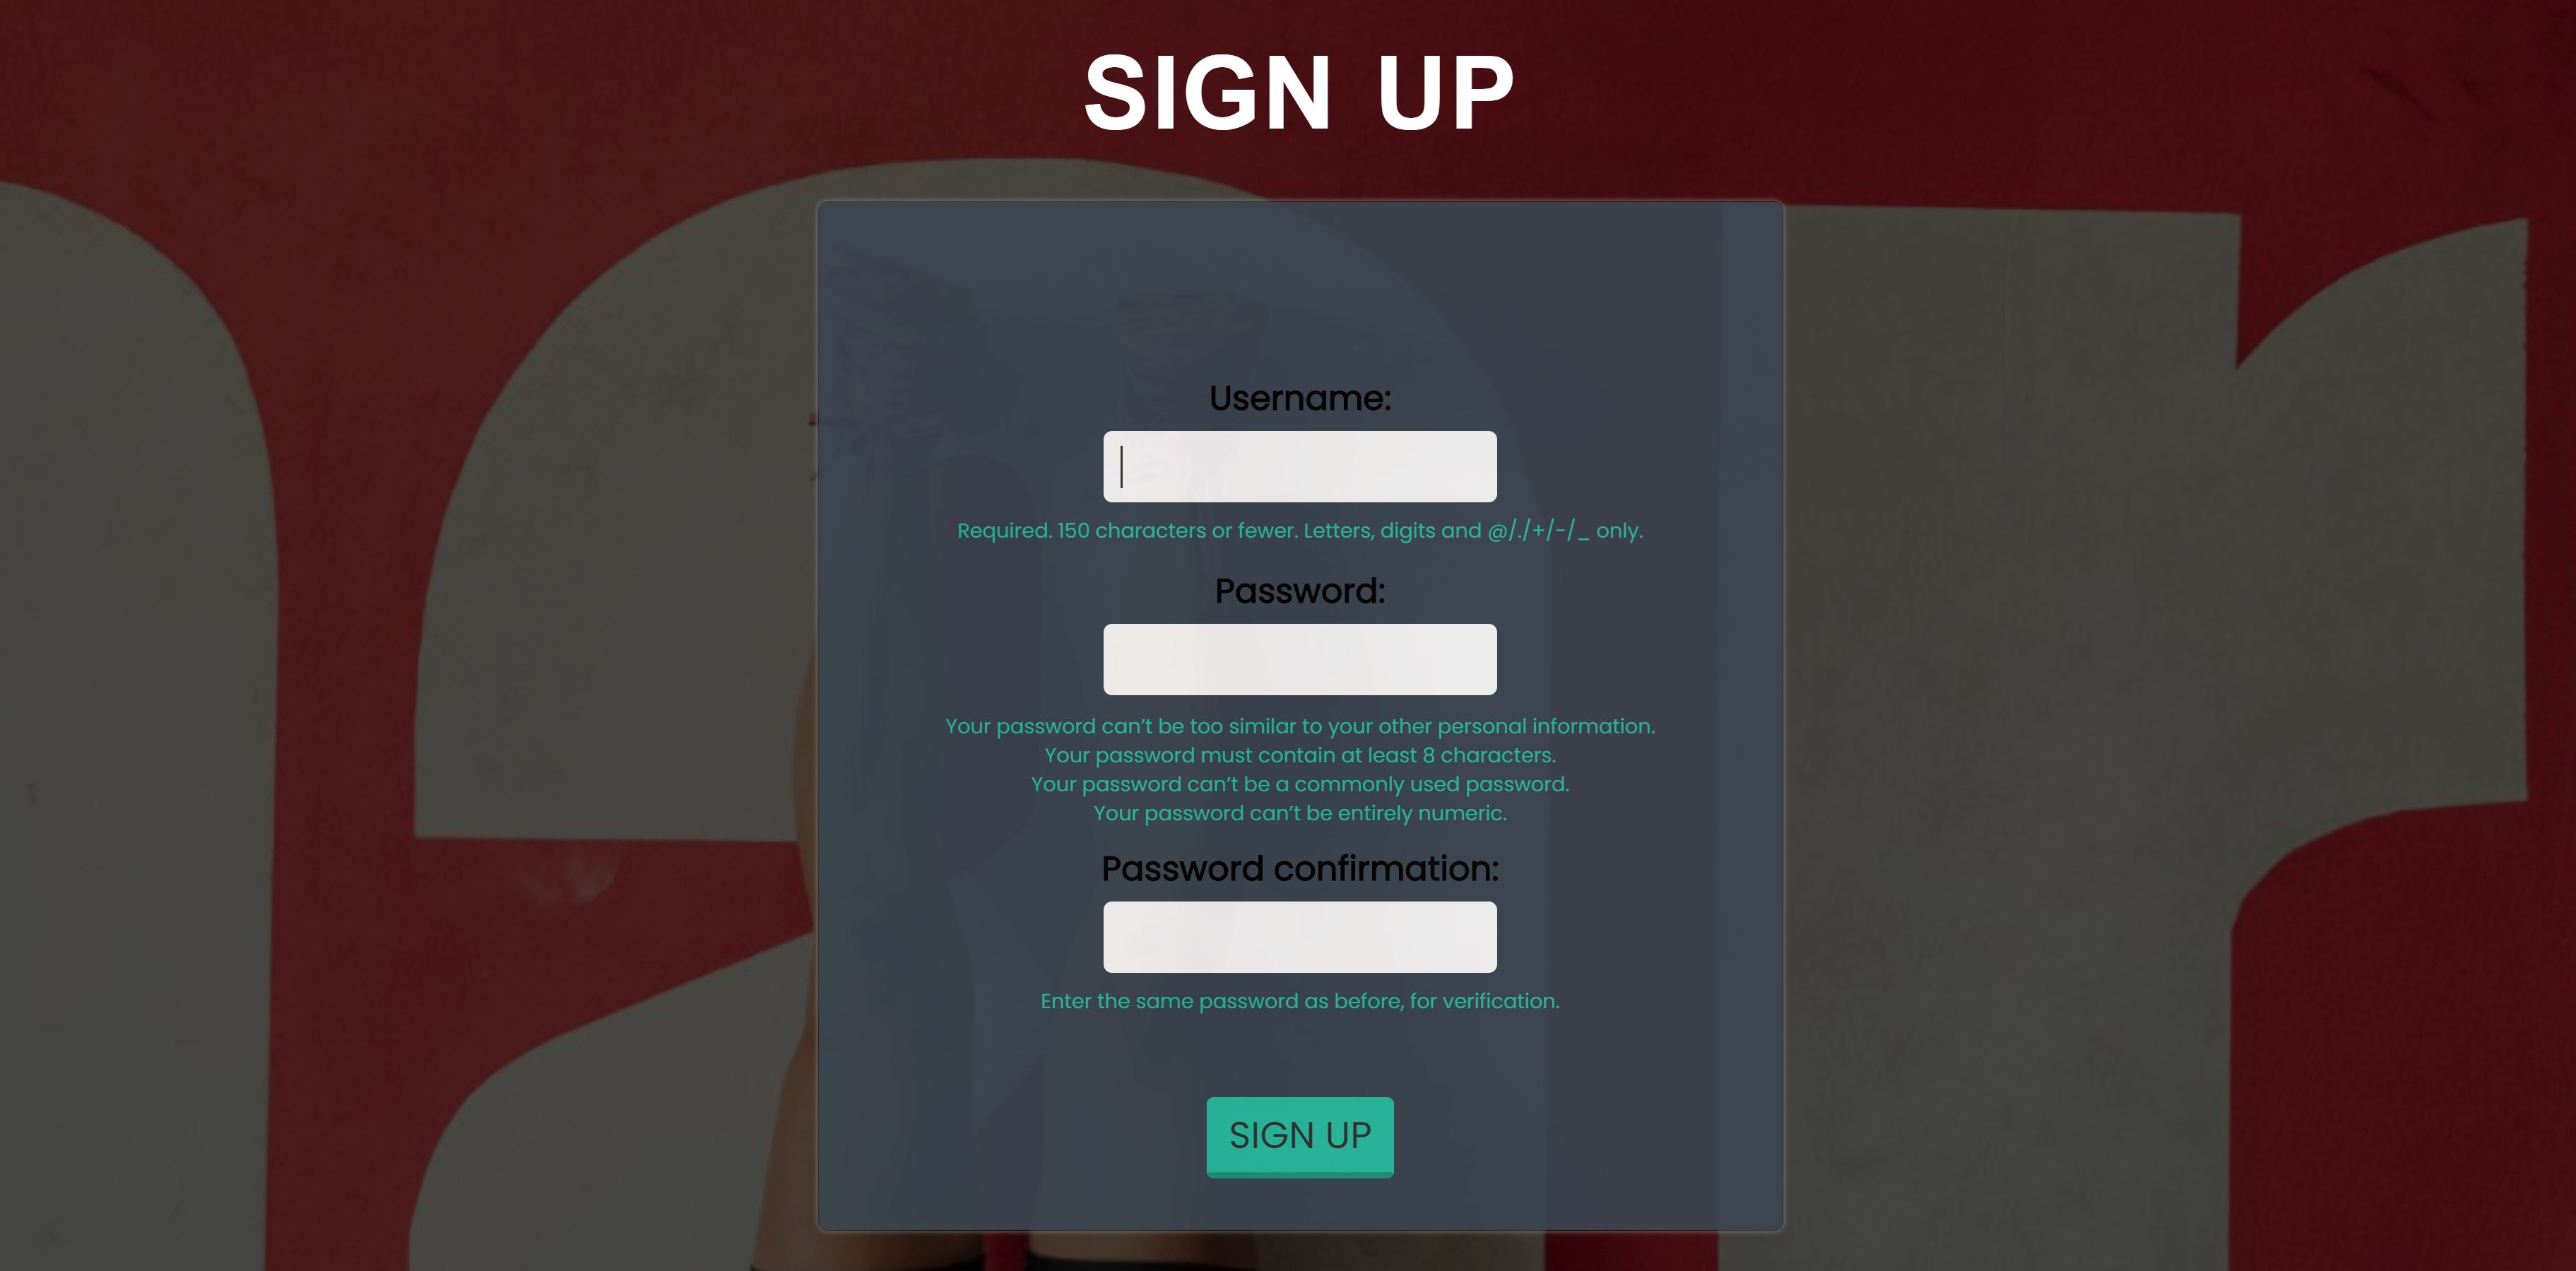 SIGN UP
Username:
Required. 150 characters or fewer. Letters, digits and @/./+/-/_ only.
Password:
Your password can’t be too similar to your other personal information.
Your password must contain at least 8 characters.
Your password can’t be a commonly used password.
Your password can’t be entirely numeric.
Password confirmation:
Enter the same password as before, for verification.
SIGN UP